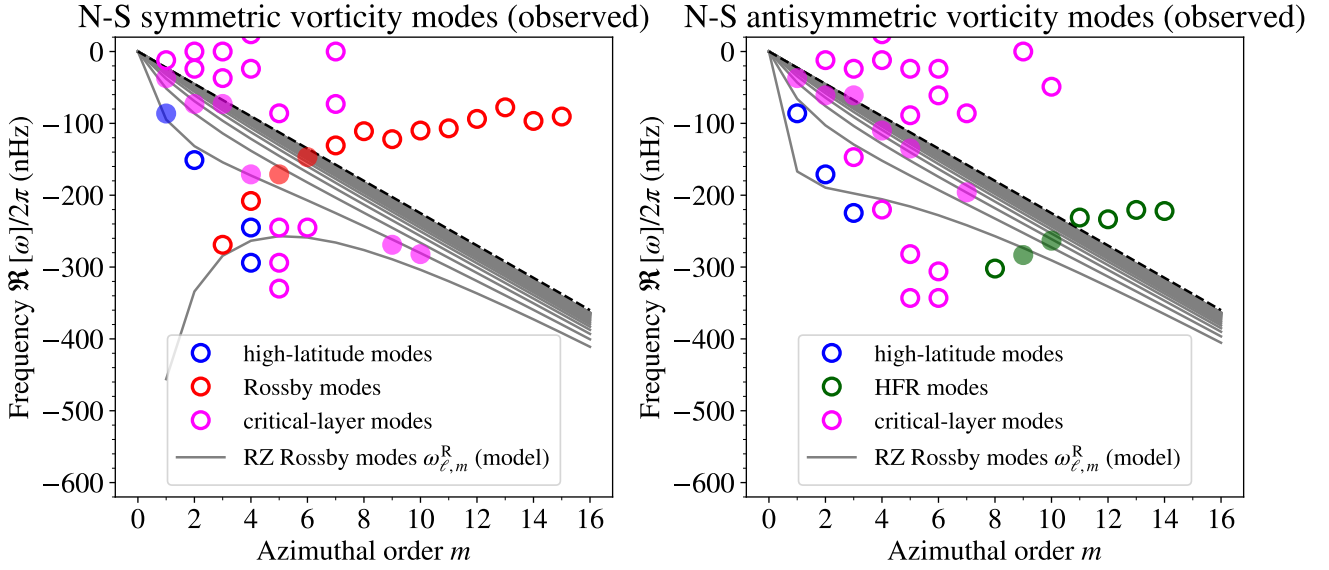 N-S symmetric vorticity modes (observed)
0
−100
−200
−300
−400
−500
−600
Frequency ℜ [ω]/2π (nHz)
high-latitude modes
Rossby modes
critical-layer modes
RZ Rossby modes ω^R_{ℓ,m} (model)
0 2 4 6 8 10 12 14 16
Azimuthal order m
N-S antisymmetric vorticity modes (observed)
0
−100
−200
−300
−400
−500
−600
Frequency ℜ [ω]/2π (nHz)
high-latitude modes
HFR modes
critical-layer modes
RZ Rossby modes ω^R_{ℓ,m} (model)
0 2 4 6 8 10 12 14 16
Azimuthal order m